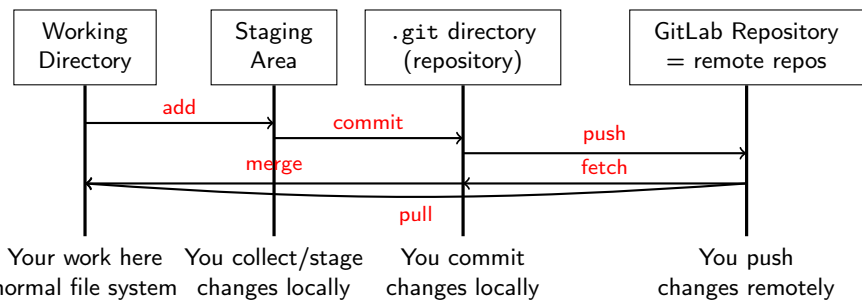 Working
Directory
Staging
Area
.git directory
(repository)
GitLab Repository
= remote repos
add
commit
push
merge
fetch
pull
Your work here
normal file system
You collect/stage
changes locally
You commit
changes locally
You push
changes remotely